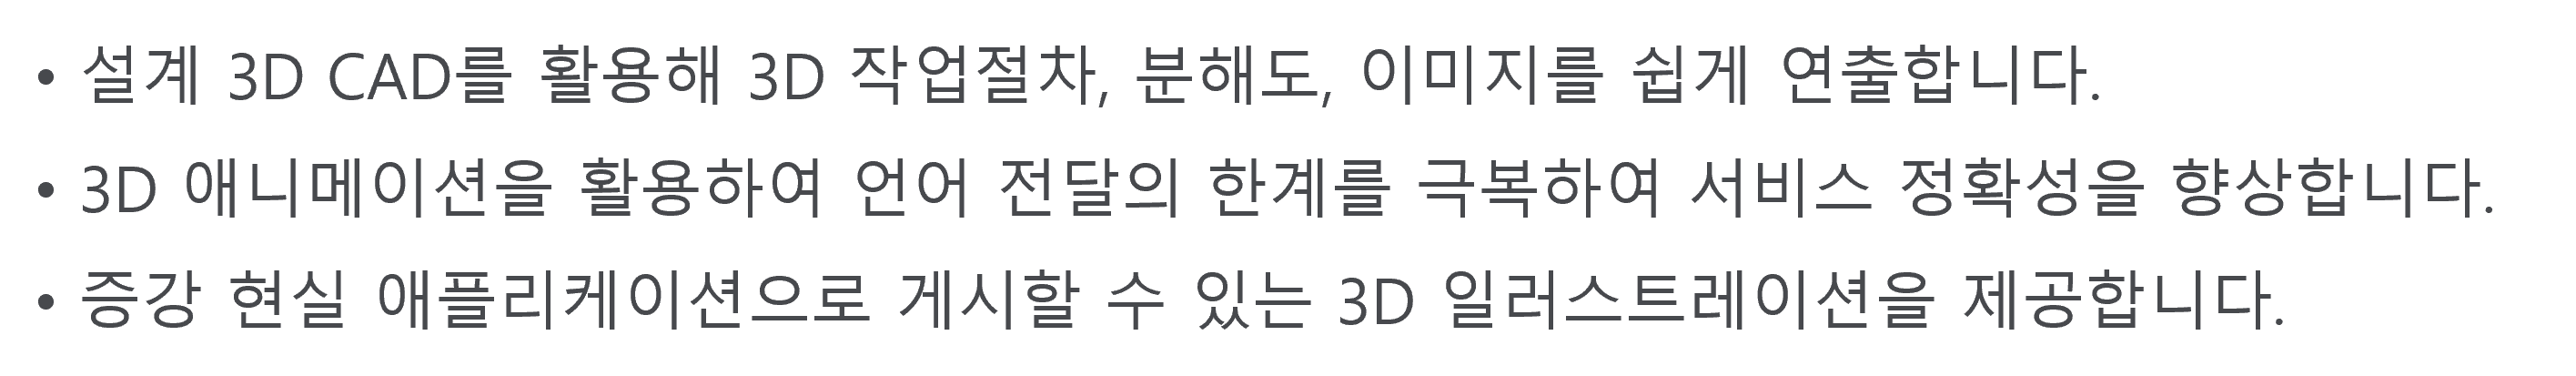 • 설계 3D CAD를 활용해 3D 작업절차, 분해도, 이미지를 쉽게 연출합니다.
• 3D 애니메이션을 활용하여 언어 전달의 한계를 극복하여 서비스 정확성을 향상합니다.
• 증강 현실 애플리케이션으로 게시할 수 있는 3D 일러스트레이션을 제공합니다.